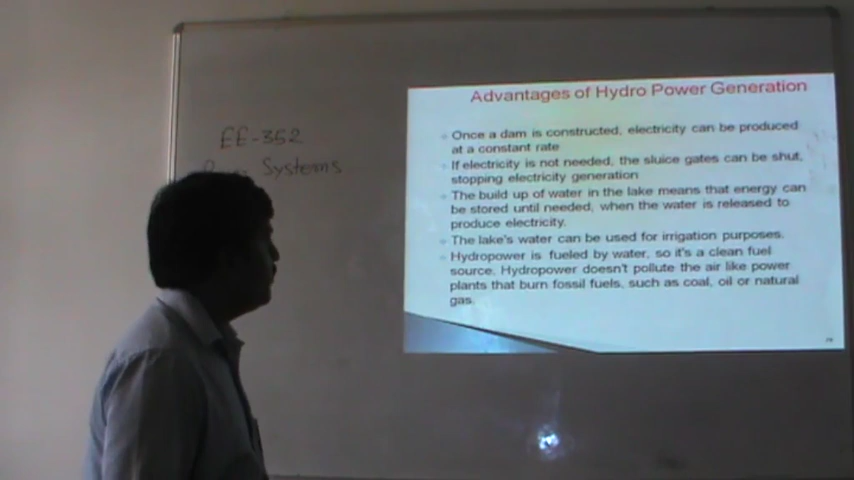 EE-352
Systems
Advantages of Hydro Power Generation
Once a dam is constructed, electricity can be produced
at a constant rate
If electricity is not needed, the sluice gates can be shut,
stopping electricity generation
The build up of water in the lake means that energy can
be stored until needed, when the water is released to
produce electricity.
The lake's water can be used for irrigation purposes.
Hydropower is fueled by water, so it's a clean fuel
source. Hydropower doesn't pollute the air like power
plants that burn fossil fuels, such as coal, oil or natural
gas.